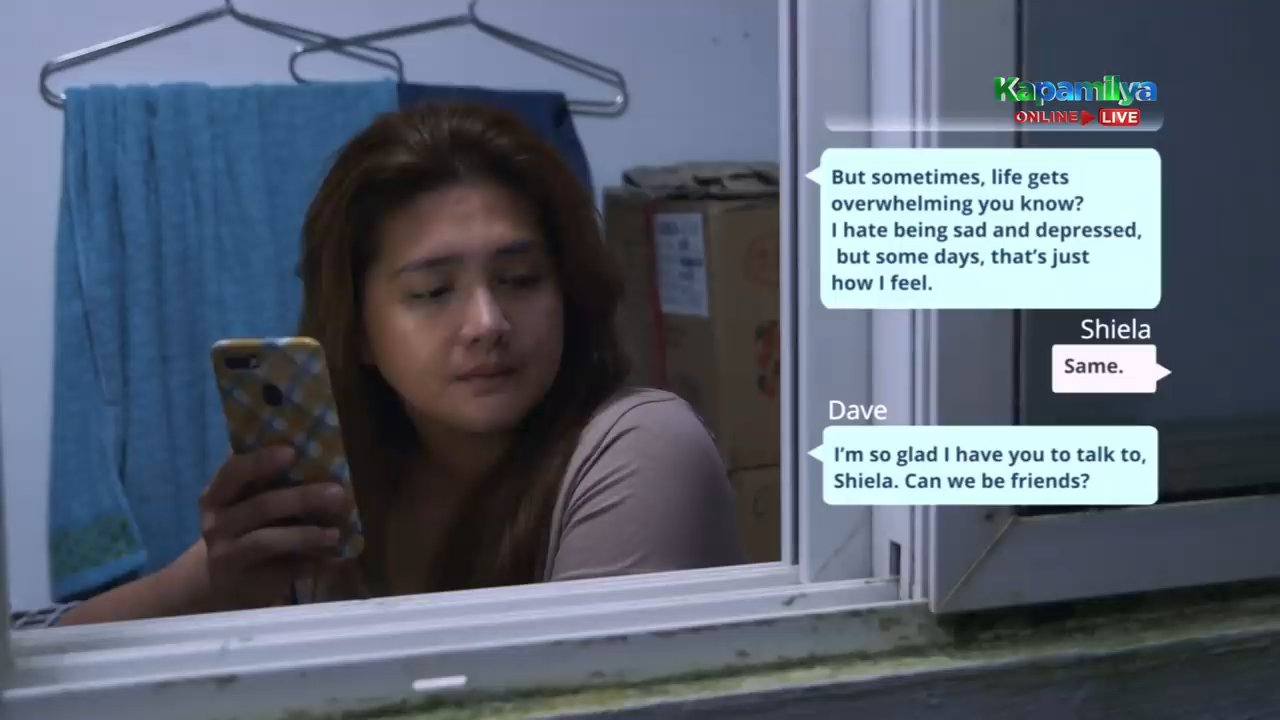 Kapamilya
ONLINE LIVE
But sometimes, life gets
overwhelming you know?
I hate being sad and depressed,
but some days, that's just
how I feel.
Shiela
Same.
Dave
I'm so glad I have you to talk to,
Shiela. Can we be friends?